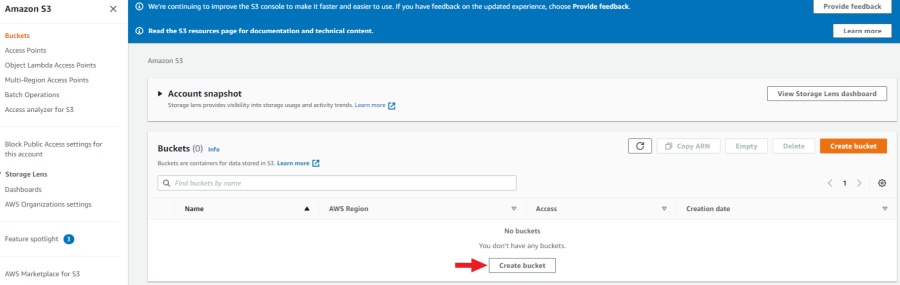 Amazon S3
Buckets
Access Points
Object Lambda Access Points
Multi-Region Access Points
Batch Operations
Access analyzer for S3
Block Public Access settings for
this account
Storage Lens
Dashboards
AWS Organizations settings
Feature spotlight 3
AWS Marketplace for S3
We're continuing to improve the S3 console to make it faster and easier to use. If you have feedback on the updated experience, choose Provide feedback.
Provide feedback
Read the S3 resources page for documentation and technical content.
Learn more
Amazon S3
Account snapshot
View Storage Lens dashboard
Storage lens provides visibility into storage usage and activity trends. Learn more
Buckets (0) Info
Copy ARN Empty Delete Create bucket
Buckets are containers for data stored in S3. Learn more
Find buckets by name
1
Name AWS Region Access Creation date
No buckets
You don't have any buckets.
Create bucket